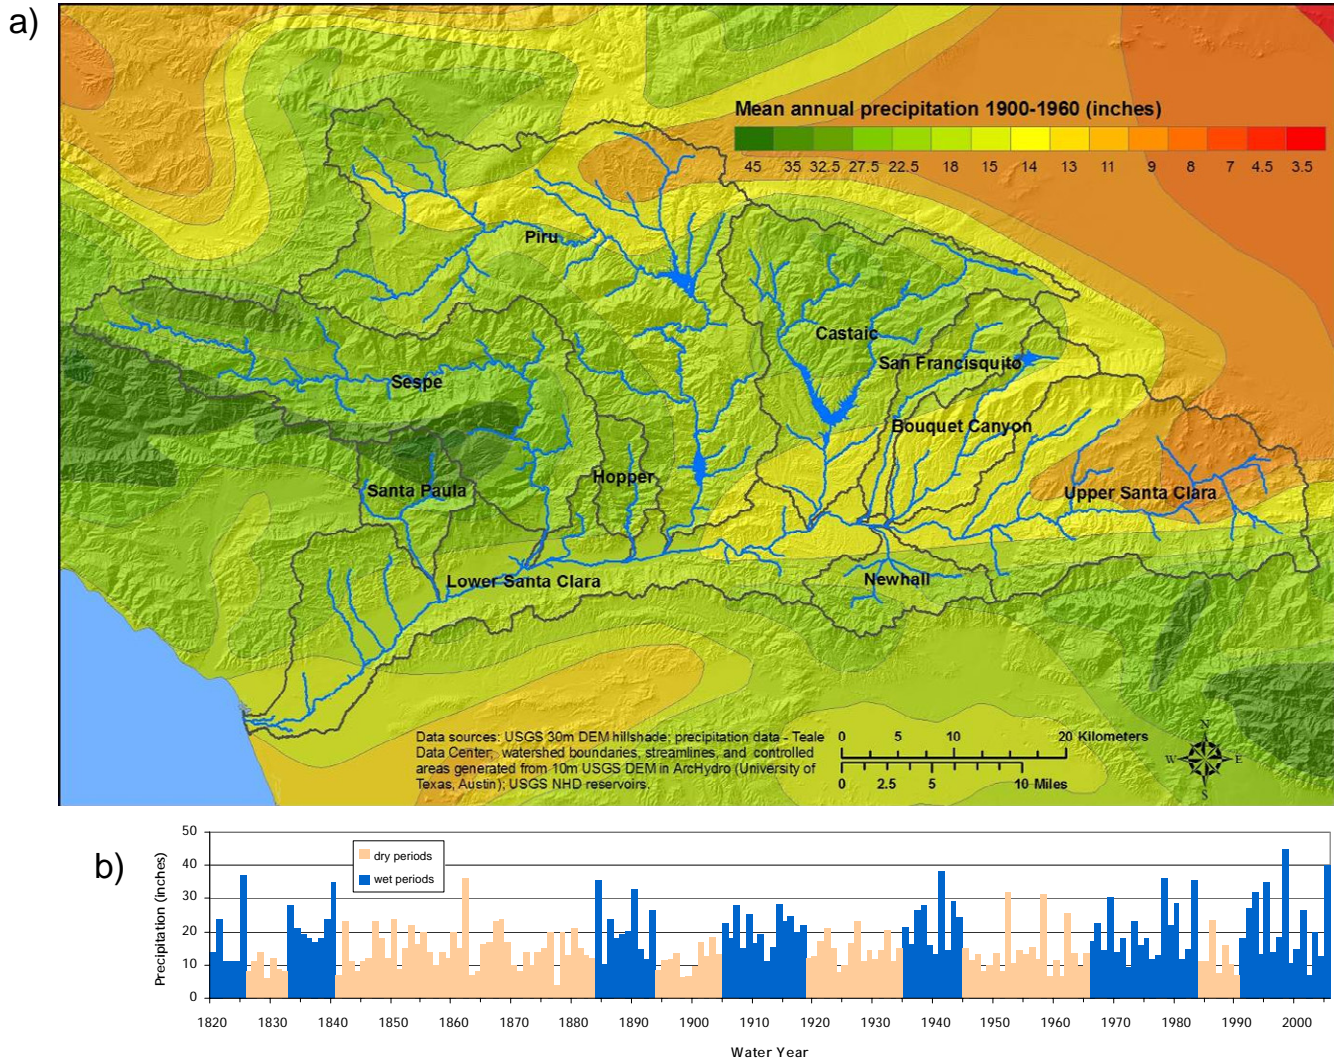 a)
Mean annual precipitation 1900-1960 (inches)
45 35 32.5 27.5 22.5 18 15 14 13 11 9 8 7 4.5 3.5
Piru
Castaic
San Francisquito
Sespe
Bouquet Canyon
Hopper
Santa Paula
Upper Santa Clara
Lower Santa Clara
Newhall
Data sources: USGS 30m DEM hillshade; precipitation data - Teale
Data Center; watershed boundaries, streamlines, and controlled
areas generated from 10m USGS DEM in ArcHydro (University of
Texas, Austin); USGS NHD reservoirs.
0 5 10 20 Kilometers
0 2.5 5 10 Miles
N
W E
S
b)
Precipitation (inches)
50
40
30
20
10
0
dry periods
wet periods
1820 1830 1840 1850 1860 1870 1880 1890 1900 1910 1920 1930 1940 1950 1960 1970 1980 1990 2000
Water Year